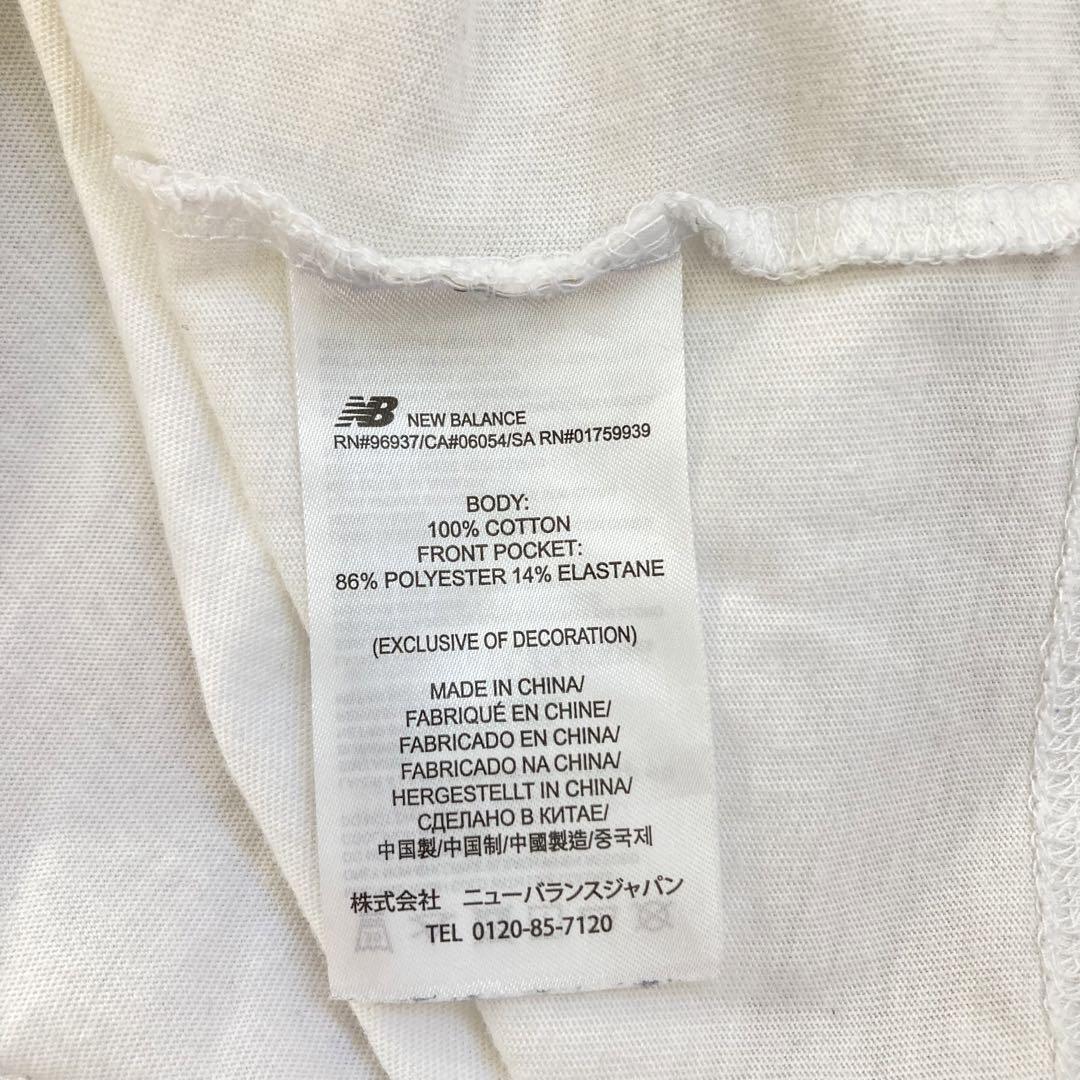 NB NEW BALANCE
RN#96937/CA#06054/SA RN#01759939
BODY:
100% COTTON
FRONT POCKET:
86% POLYESTER 14% ELASTANE
(EXCLUSIVE OF DECORATION)
MADE IN CHINA/
FABRIQUÉ EN CHINE/
FABRICADO EN CHINA/
FABRICADO NA CHINA/
HERGESTELLT IN CHINA/
СДЕЛАНО В КИТАЕ/
中国製/中国制/中國製造/중국제
株式会社 ニューバランスジャパン
TEL 0120-85-7120